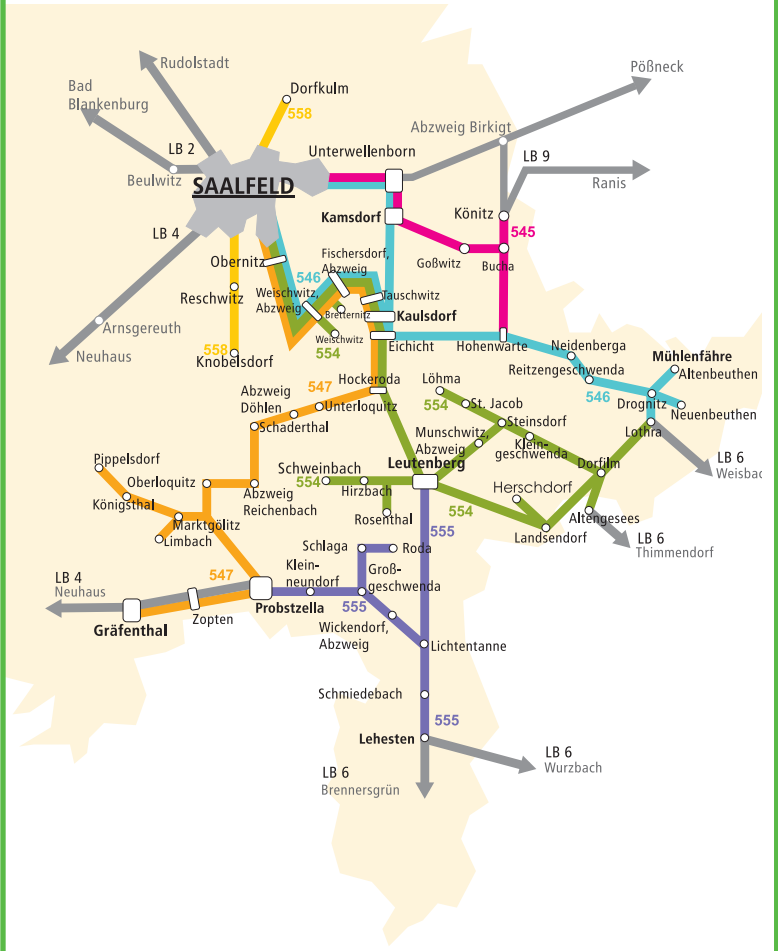 Rudolstadt
Pößneck
Bad
Blankenburg
Dorfkulm
558
Abzweig Birkigt
LB 2
Unterwellenborn
LB 9
Beulwitz
SAALFELD
Ranis
Kamsdorf
Könitz
LB 4
545
Obernitz
Fischersdorf,
Abzweig
Goßwitz
Bucha
546
Reschwitz
Weischwitz,
Abzweig
Tauschwitz
Bretternitz
Kaulsdorf
Arnsgereuth
Weischwitz
554
Eichicht
Hohenwarte
Neidenberga
Neuhaus
558
Knobelsdorf
Reitzengeschwenda
Mühlenfähre
Altenbeuthen
Hockeroda
Löhma
547
546
Drognitz
Abzweig
Döhlen
Unterloquitz
554
St. Jacob
Neuenbeuthen
Schaderthal
Steinsdorf
Lothra
Munschwitz,
Abzweig
Klein-
geschwenda
Pippelsdorf
Schweinbach
Leutenberg
Dorfilm
LB 6
Weisbac
Oberloquitz
554
Hirzbach
Herschdorf
Königsthal
Abzweig
Reichenbach
Rosenthal
554
Altengesees
Marktgölitz
Limbach
555
Landsendorf
LB 6
Thimmendorf
Schlaga
Roda
547
Klein-
neundorf
Groß-
geschwenda
LB 4
Neuhaus
Probstzella
555
Zopten
Gräfenthal
Wickendorf,
Abzweig
Lichtentanne
Schmiedebach
555
Lehesten
LB 6
Wurzbach
LB 6
Brennersgrün